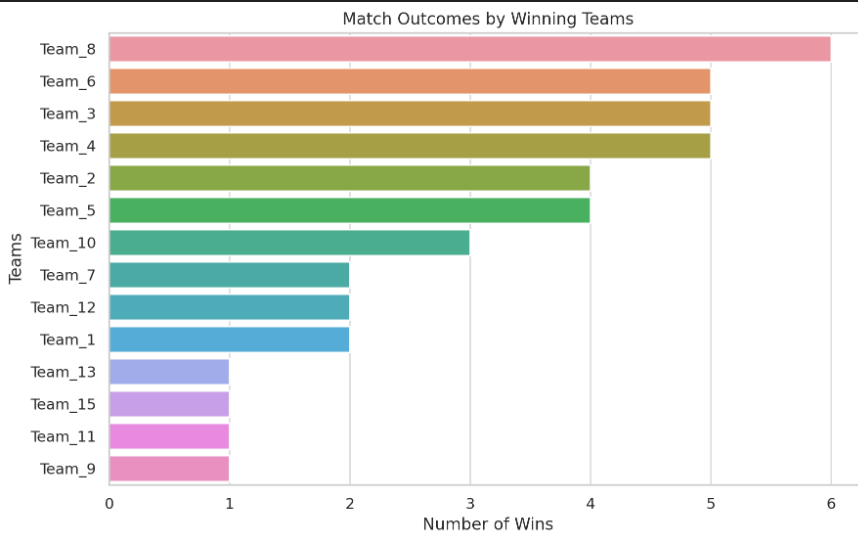 Match Outcomes by Winning Teams
Team_8
Team_6
Team_3
Team_4
Team_2
Team_5
Team_10
Team_7
Team_12
Team_1
Team_13
Team_15
Team_11
Team_9
Teams
0 1 2 3 4 5 6
Number of Wins